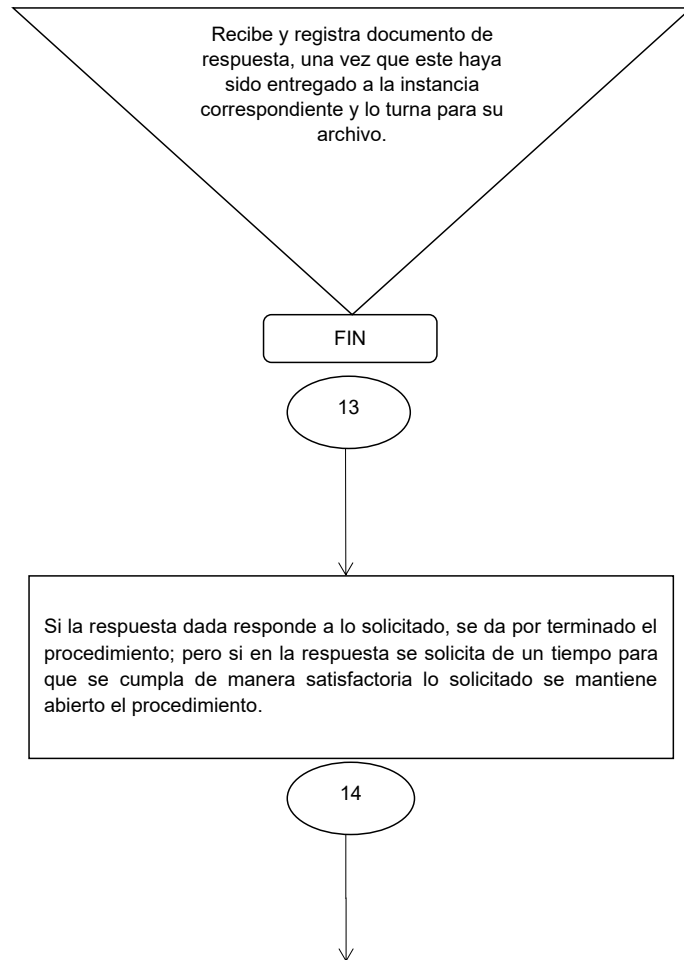 Recibe y registra documento de
respuesta, una vez que este haya
sido entregado a la instancia
correspondiente y lo turna para su
archivo.
FIN
13
Si la respuesta dada responde a lo solicitado, se da por terminado el
procedimiento; pero si en la respuesta se solicita de un tiempo para
que se cumpla de manera satisfactoria lo solicitado se mantiene
abierto el procedimiento.
14